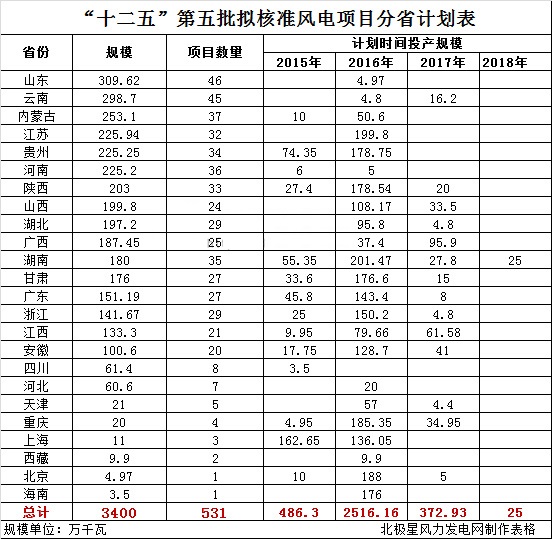 “十二五”第五批拟核准风电项目分省计划表
省份 规模 项目数量 计划时间投产规模
2015年 2016年 2017年 2018年
山东 309.62 46 4.97
云南 298.7 45 4.8 16.2
内蒙古 253.1 37 10 50.6
江苏 225.94 32 199.8
贵州 225.25 34 74.35 178.75
河南 225.2 36 6 5
陕西 203 33 27.4 178.54 20
山西 199.8 24 108.17 33.5
湖北 197.2 29 95.8 4.8
广西 187.45 25 37.4 95.9
湖南 180 35 55.35 201.47 27.8 25
甘肃 176 27 33.6 176.6 15
广东 151.19 27 45.8 143.4 8
浙江 141.67 29 25 150.2 4.8
江西 133.3 21 9.95 79.66 61.58
安徽 100.6 20 17.75 128.7 41
四川 61.4 8 3.5
河北 60.6 7 20
天津 21 5 57 4.4
重庆 20 4 4.95 185.35 34.95
上海 11 3 162.65 136.05
西藏 9.9 2 9.9
北京 4.97 1 10 188 5
海南 3.5 1 176
总计 3400 531 486.3 2516.16 372.93 25
规模单位：万千瓦 北极星风力发电网制作表格